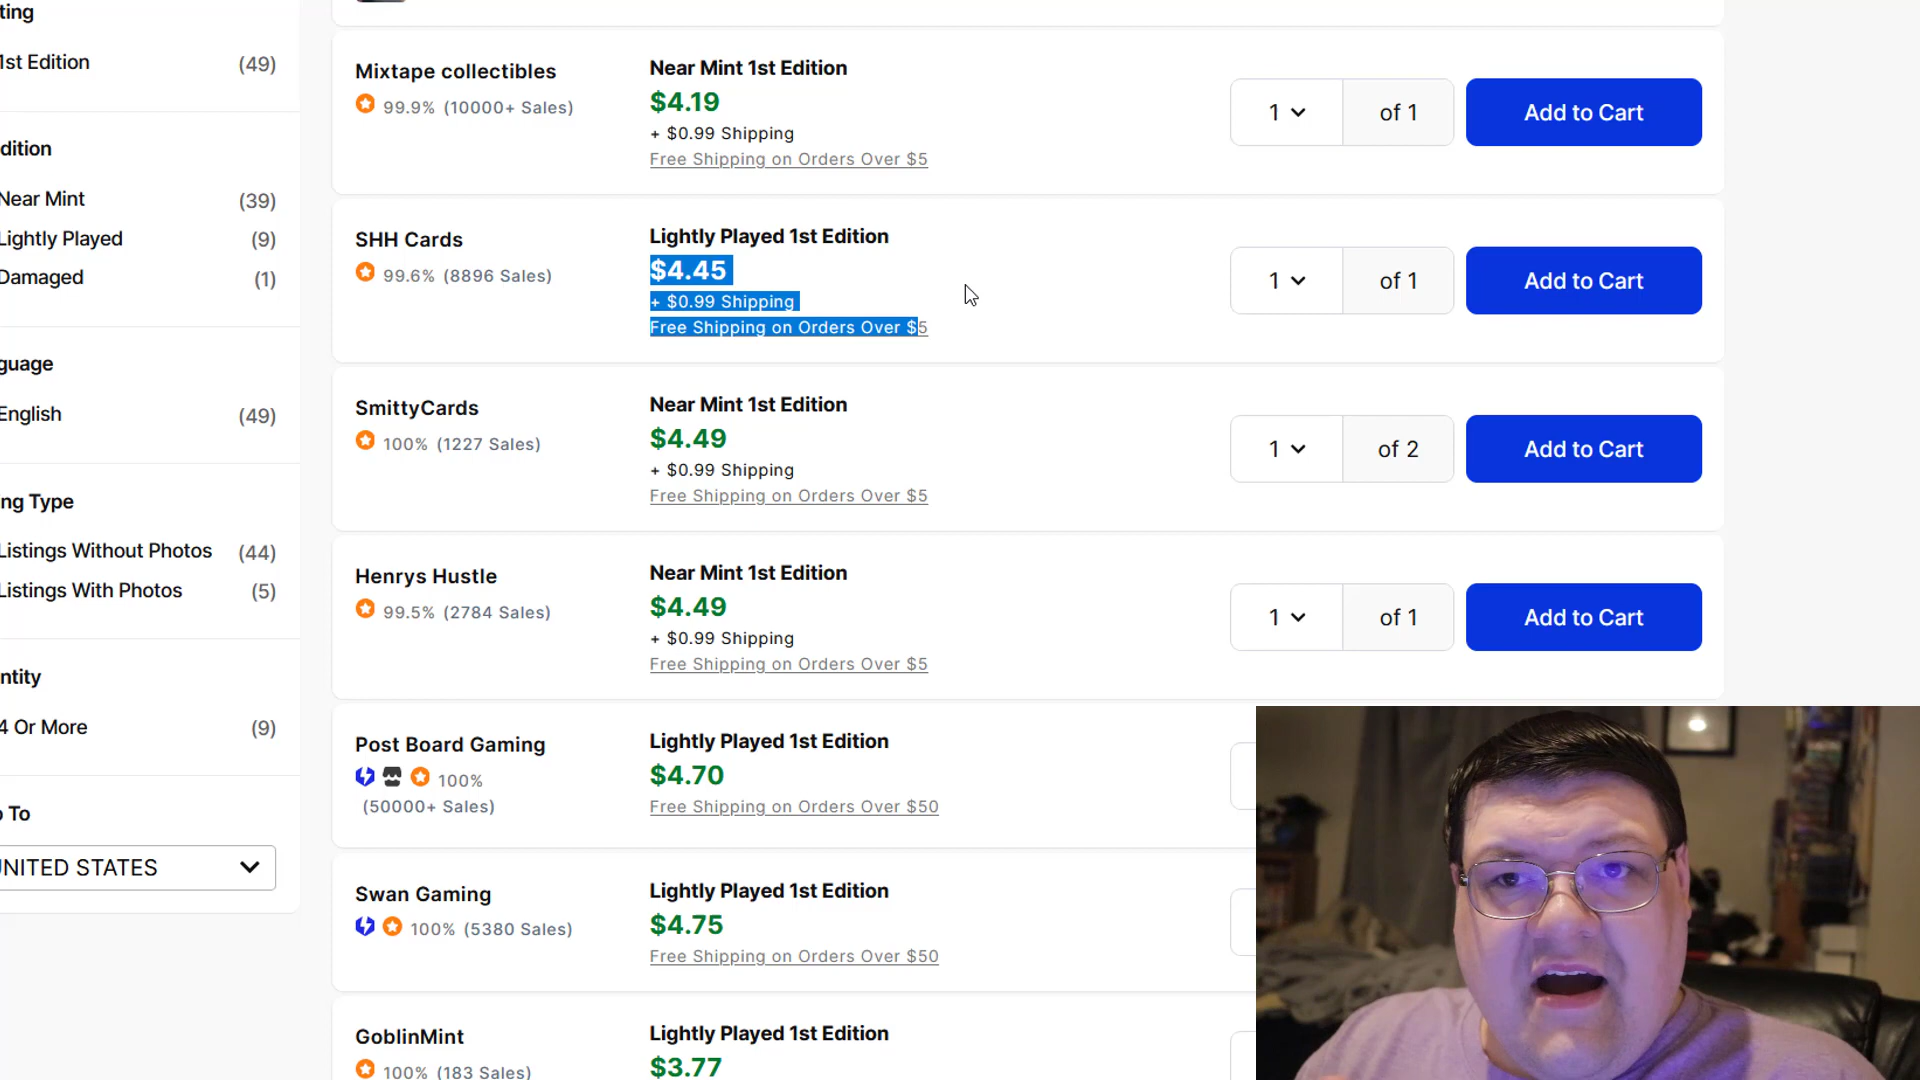 ting
1st Edition (49)
dition
Near Mint (39)
Lightly Played (9)
Damaged (1)
guage
English (49)
ng Type
Listings Without Photos (44)
Listings With Photos (5)
ntity
4 Or More (9)
To
UNITED STATES
Mixtape collectibles
99.9% (10000+ Sales)
Near Mint 1st Edition
$4.19
+ $0.99 Shipping
Free Shipping on Orders Over $5
1 of 1
Add to Cart
SHH Cards
99.6% (8896 Sales)
Lightly Played 1st Edition
$4.45
+ $0.99 Shipping
Free Shipping on Orders Over $5
1 of 1
Add to Cart
SmittyCards
100% (1227 Sales)
Near Mint 1st Edition
$4.49
+ $0.99 Shipping
Free Shipping on Orders Over $5
1 of 2
Add to Cart
Henrys Hustle
99.5% (2784 Sales)
Near Mint 1st Edition
$4.49
+ $0.99 Shipping
Free Shipping on Orders Over $5
1 of 1
Add to Cart
Post Board Gaming
100%
(50000+ Sales)
Lightly Played 1st Edition
$4.70
Free Shipping on Orders Over $50
Swan Gaming
100% (5380 Sales)
Lightly Played 1st Edition
$4.75
Free Shipping on Orders Over $50
GoblinMint
100% (183 Sales)
Lightly Played 1st Edition
$3.77